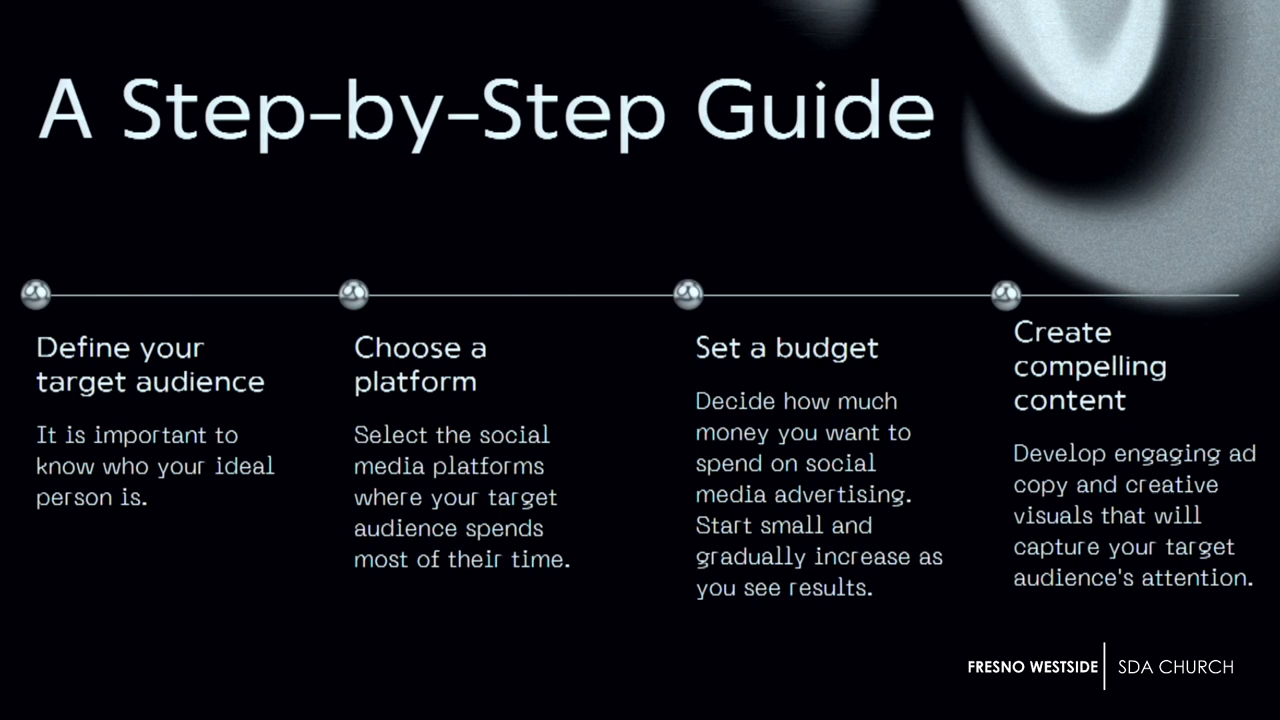 A Step-by-Step Guide
Define your
target audience
It is important to
know who your ideal
person is.
Choose a
platform
Select the social
media platforms
where your target
audience spends
most of their time.
Set a budget
Decide how much
money you want to
spend on social
media advertising.
Start small and
gradually increase as
you see results.
Create
compelling
content
Develop engaging ad
copy and creative
visuals that will
capture your target
audience's attention.
FRESNO WESTSIDE | SDA CHURCH